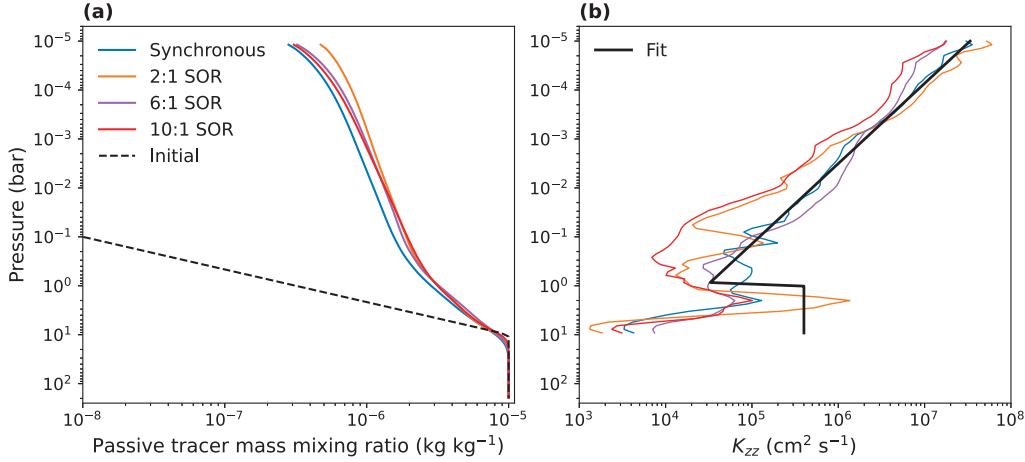 (a)
Synchronous
2:1 SOR
6:1 SOR
10:1 SOR
Initial
Pressure (bar)
10⁻⁵
10⁻⁴
10⁻³
10⁻²
10⁻¹
10⁰
10¹
10²
10⁻⁸
10⁻⁷
10⁻⁶
10⁻⁵
Passive tracer mass mixing ratio (kg kg⁻¹)
(b)
Fit
10⁻⁵
10⁻⁴
10⁻³
10⁻²
10⁻¹
10⁰
10¹
10²
10³
10⁴
10⁵
10⁶
10⁷
10⁸
K_zz (cm² s⁻¹)